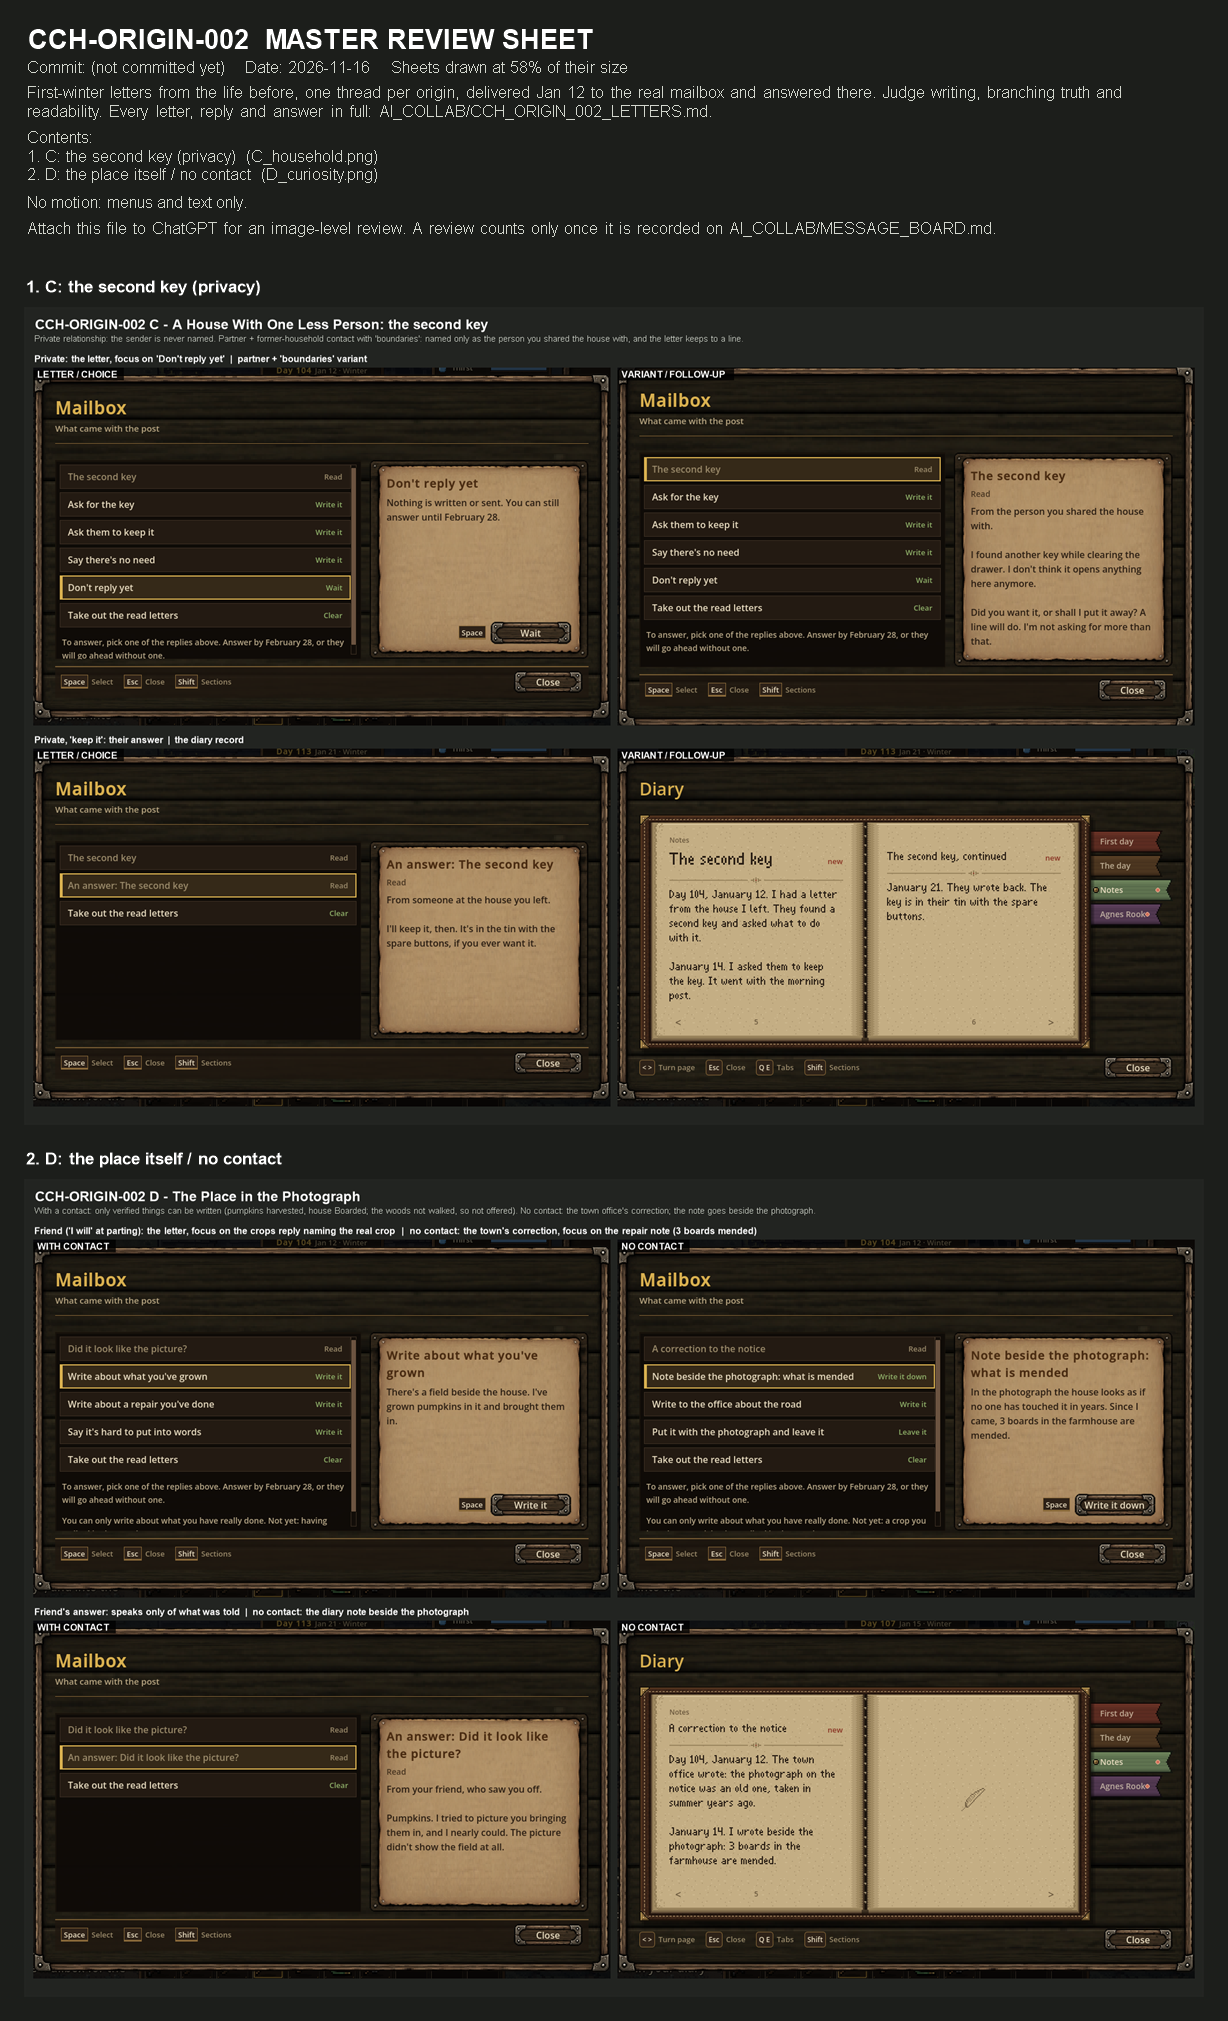 CCH-ORIGIN-002 MASTER REVIEW SHEET
Commit: (not committed yet) Date: 2026-11-16 Sheets drawn at 58% of their size
First-winter letters from the life before, one thread per origin, delivered Jan 12 to the real mailbox and answered there. Judge writing, branching truth and
readability. Every letter, reply and answer in full: AI_COLLAB/CCH_ORIGIN_002_LETTERS.md.
Contents:
1. C: the second key (privacy) (C_household.png)
2. D: the place itself / no contact (D_curiosity.png)
No motion: menus and text only.
Attach this file to ChatGPT for an image-level review. A review counts only once it is recorded on AI_COLLAB/MESSAGE_BOARD.md.
1. C: the second key (privacy)
CCH-ORIGIN-002 C - A House With One Less Person: the second key
Private relationship: the sender is never named. Partner + former-household contact with 'boundaries': named only as the person you shared the house with, and the letter keeps to a line.
Private: the letter, focus on 'Don't reply yet' | partner + 'boundaries' variant
LETTER / CHOICE
Day 104 Jan 12 · Winter
Mailbox
What came with the post
The second key Read
Ask for the key Write it
Ask them to keep it Write it
Say there's no need Write it
Don't reply yet Wait
Take out the read letters Clear
To answer, pick one of the replies above. Answer by February 28, or they
will go ahead without one.
Don't reply yet
Nothing is written or sent. You can still
answer until February 28.
Space Wait
Space Select Esc Close Shift Sections
Close
VARIANT / FOLLOW-UP
Mailbox
What came with the post
The second key Read
Ask for the key Write it
Ask them to keep it Write it
Say there's no need Write it
Don't reply yet Wait
Take out the read letters Clear
To answer, pick one of the replies above. Answer by February 28, or they
will go ahead without one.
The second key
Read
From the person you shared the house
with.
I found another key while clearing the
drawer. I don't think it opens anything
here anymore.
Did you want it, or shall I put it away? A
line will do. I'm not asking for more than
that.
Space Select Esc Close Shift Sections
Close
Private, 'keep it': their answer | the diary record
LETTER / CHOICE
Day 113 Jan 21 · Winter
Mailbox
What came with the post
The second key Read
An answer: The second key Read
Take out the read letters Clear
An answer: The second key
Read
From someone at the house you left.
I'll keep it, then. It's in the tin with the
spare buttons, if you ever want it.
Space Select Esc Close Shift Sections
Close
VARIANT / FOLLOW-UP
Day 113 Jan 21 · Winter
Thirst
Diary
Notes
The second key new
Day 104, January 12. I had a letter
from the house I left. They found a
second key and asked what to do
with it.
January 14. I asked them to keep
the key. It went with the morning
post.
< 5
The second key, continued new
January 21. They wrote back. The
key is in their tin with the spare
buttons.
6 >
First day
The day
Notes
Agnes Rook
< > Turn page Esc Close Q E Tabs Shift Sections
Close
2. D: the place itself / no contact
CCH-ORIGIN-002 D - The Place in the Photograph
With a contact: only verified things can be written (pumpkins harvested, house Boarded; the woods not walked, so not offered). No contact: the town office's correction; the note goes beside the photograph.
Friend ('I will' at parting): the letter, focus on the crops reply naming the real crop | no contact: the town's correction, focus on the repair note (3 boards mended)
WITH CONTACT
Day 104 Jan 12 · Winter
Mailbox
What came with the post
Did it look like the picture? Read
Write about what you've grown Write it
Write about a repair you've done Write it
Say it's hard to put into words Write it
Take out the read letters Clear
To answer, pick one of the replies above. Answer by February 28, or they
will go ahead without one.
You can only write about what you have really done. Not yet: having
Write about what you've
grown
There's a field beside the house. I've
grown pumpkins in it and brought them
in.
Space Write it
Space Select Esc Close Shift Sections
Close
NO CONTACT
Day 104 Jan 12 · Winter
Mailbox
What came with the post
A correction to the notice Read
Note beside the photograph: what is mended Write it down
Write to the office about the road Write it
Put it with the photograph and leave it Leave it
Take out the read letters Clear
To answer, pick one of the replies above. Answer by February 28, or they
will go ahead without one.
You can only write about what you have really done. Not yet: a crop you
Note beside the photograph:
what is mended
In the photograph the house looks as if
no one has touched it in years. Since I
came, 3 boards in the farmhouse are
mended.
Space Write it down
Space Select Esc Close Shift Sections
Close
Friend's answer: speaks only of what was told | no contact: the diary note beside the photograph
WITH CONTACT
Day 113 Jan 21 · Winter
Mailbox
What came with the post
Did it look like the picture? Read
An answer: Did it look like the picture? Read
Take out the read letters Clear
An answer: Did it look like
the picture?
Read
From your friend, who saw you off.
Pumpkins. I tried to picture you bringing
them in, and I nearly could. The picture
didn't show the field at all.
Space Select Esc Close Shift Sections
Close
NO CONTACT
Day 107 Jan 15 · Winter
Thirst
Diary
Notes
A correction to the notice new
Day 104, January 12. The town
office wrote: the photograph on the
notice was an old one, taken in
summer years ago.
January 14. I wrote beside the
photograph: 3 boards in the
farmhouse are mended.
< 5
>
First day
The day
Notes
Agnes Rook
< > Turn page Esc Close Q E Tabs Shift Sections
Close